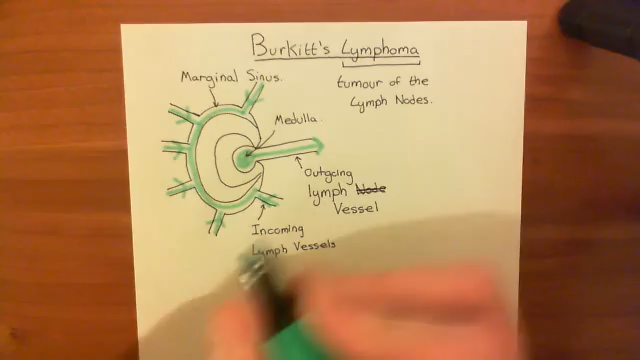 Burkitt's Lymphoma
tumour of the
Lymph Nodes.
Marginal Sinus.
Medulla.
Outgoing
lymph Node
Vessel
Incoming
Lymph Vessels